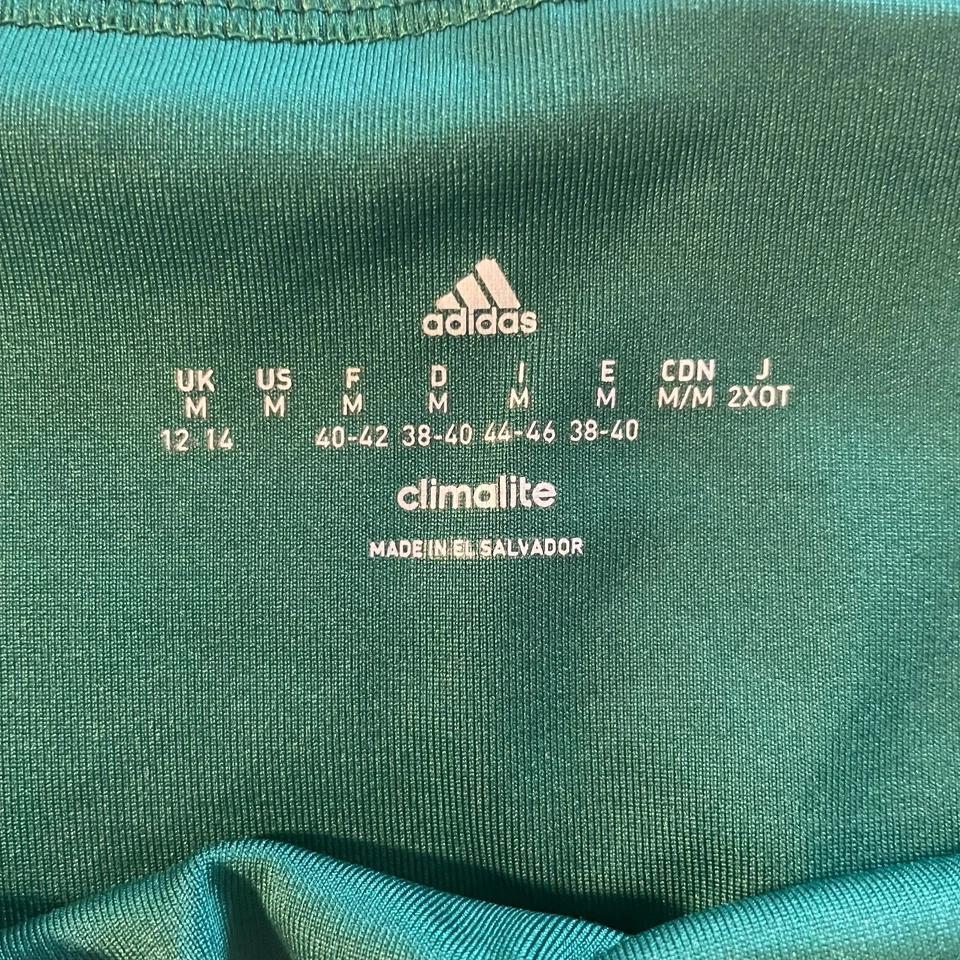 adidas
UK US F D I E CDN J
M M M M M M M/M 2XOT
12-14 40-42 38-40 44-46 38-40
climalite
MADE IN EL SALVADOR